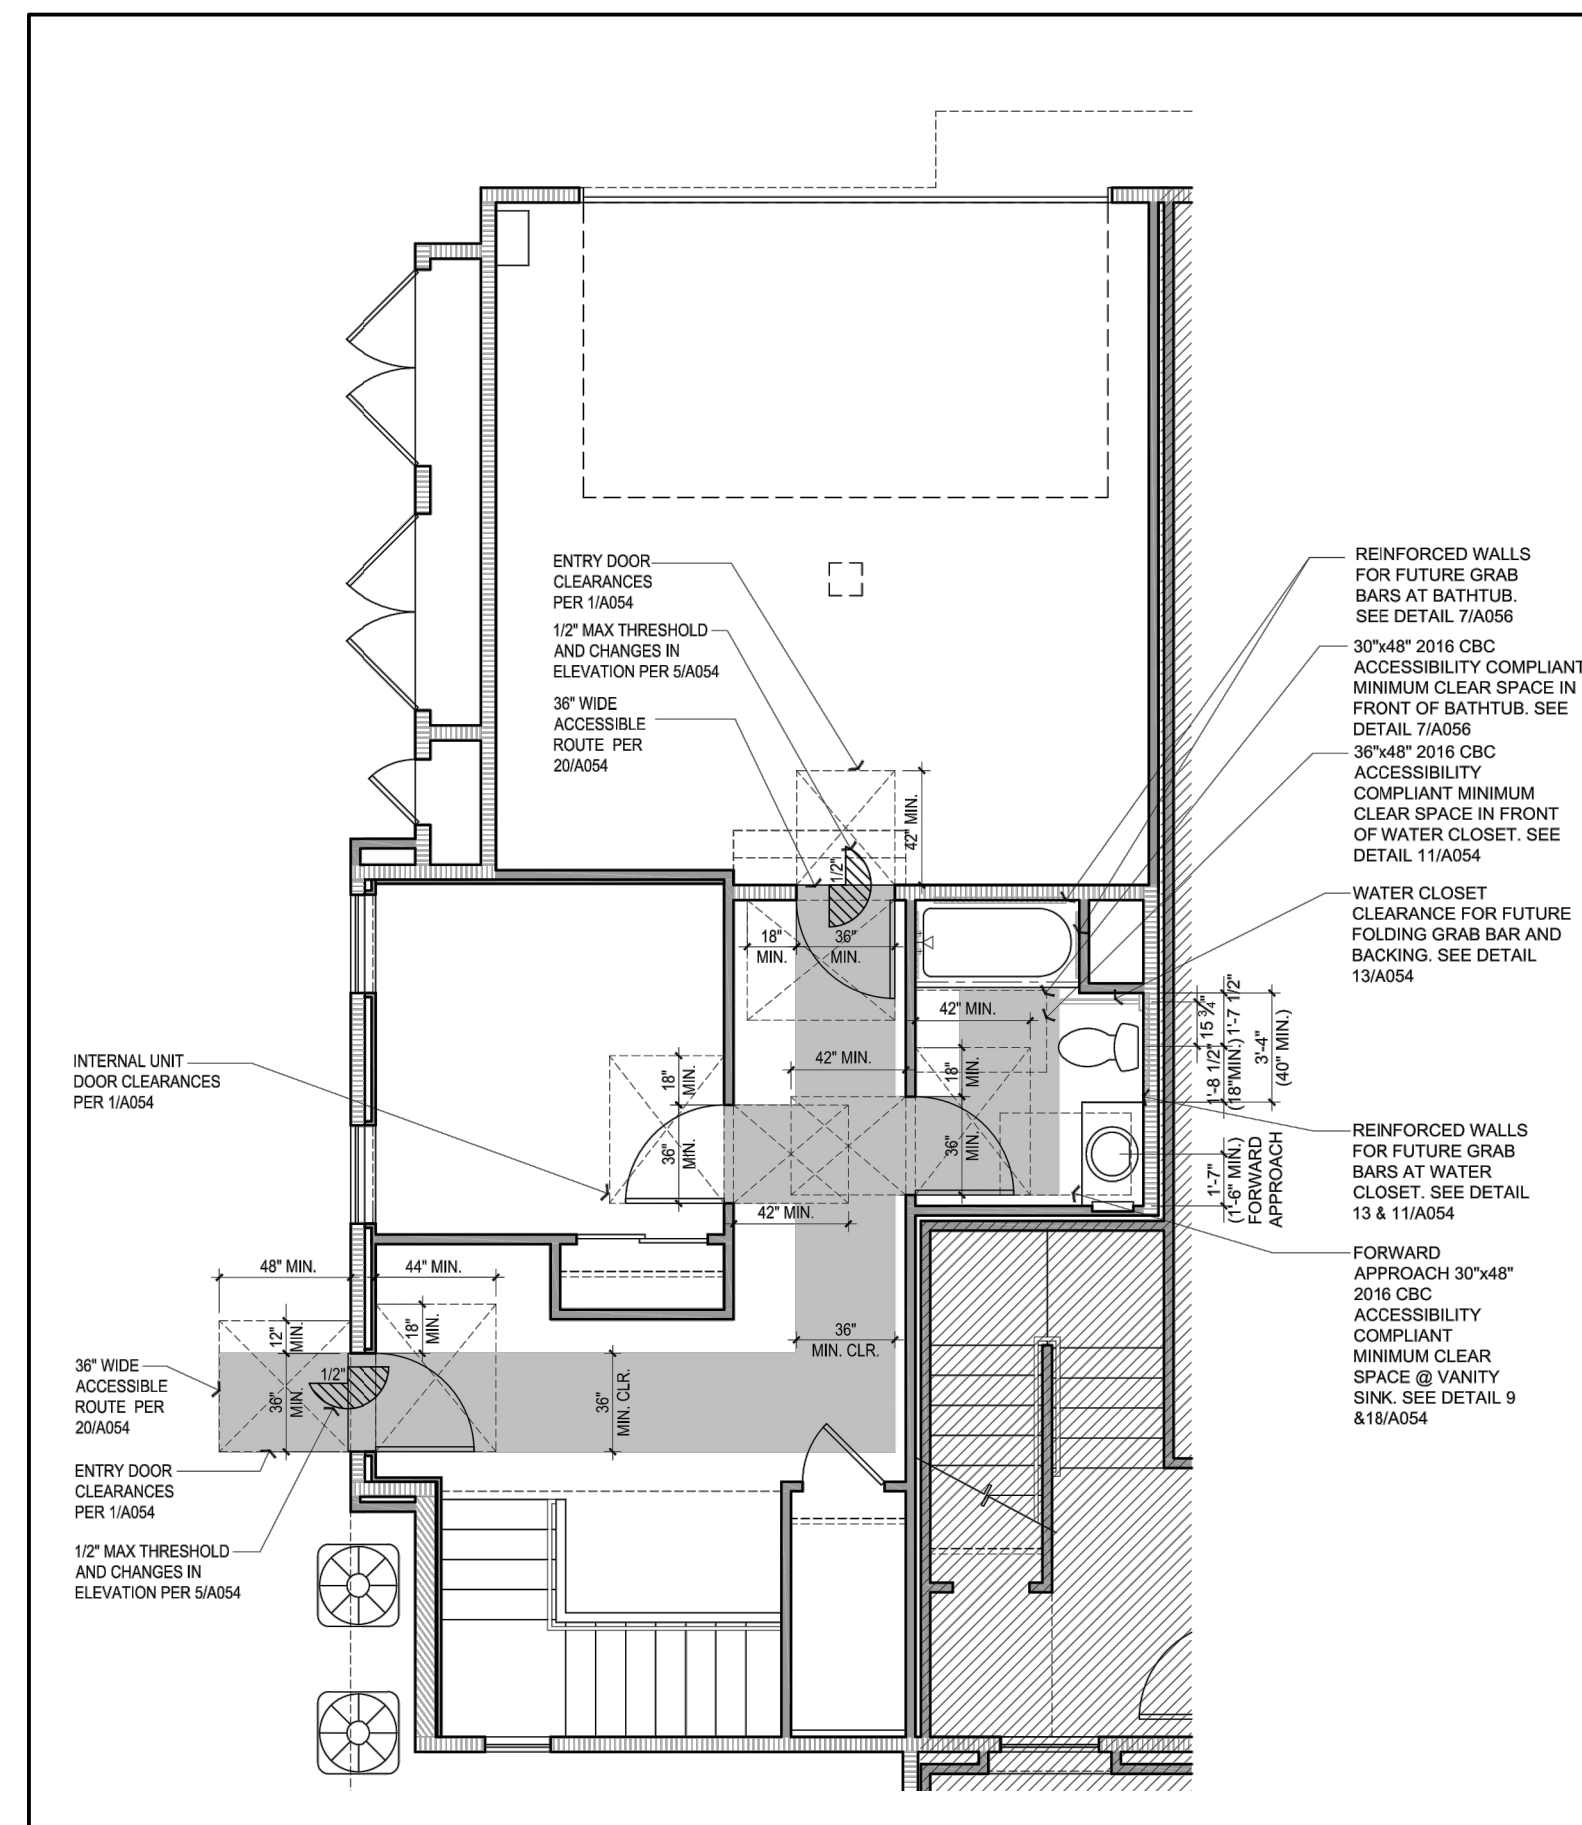 ENTRY DOOR
CLEARANCES
PER 1/A054
1/2" MAX THRESHOLD
AND CHANGES IN
ELEVATION PER 5/A054
36" WIDE
ACCESSIBLE
ROUTE PER
20/A054
REINFORCED WALLS
FOR FUTURE GRAB
BARS AT BATHTUB.
SEE DETAIL 7/A056
30"x48" 2016 CBC
ACCESSIBILITY COMPLIANT
MINIMUM CLEAR SPACE IN
FRONT OF BATHTUB. SEE
DETAIL 7/A056
36"x48" 2016 CBC
ACCESSIBILITY
COMPLIANT MINIMUM
CLEAR SPACE IN FRONT
OF WATER CLOSET. SEE
DETAIL 11/A054
WATER CLOSET
CLEARANCE FOR FUTURE
FOLDING GRAB BAR AND
BACKING. SEE DETAIL
13/A054
42" MIN.
1/2"
18"
MIN.
36"
MIN.
42" MIN.
42" MIN.
18"
MIN.
36"
MIN.
18"
MIN.
36"
MIN.
42" MIN.
15 3/4"
1'-7 1/2"
1'-8 1/2"
(18"MIN.)
3'-4"
(40" MIN.)
1'-7"
(1'-6" MIN.)
FORWARD
APPROACH
INTERNAL UNIT
DOOR CLEARANCES
PER 1/A054
REINFORCED WALLS
FOR FUTURE GRAB
BARS AT WATER
CLOSET. SEE DETAIL
13 & 11/A054
FORWARD
APPROACH 30"x48"
2016 CBC
ACCESSIBILITY
COMPLIANT
MINIMUM CLEAR
SPACE @ VANITY
SINK. SEE DETAIL 9
&18/A054
48" MIN.
44" MIN.
12"
MIN.
18"
MIN.
36"
MIN.
1/2"
36"
MIN. CLR.
36"
MIN. CLR.
36" WIDE
ACCESSIBLE
ROUTE PER
20/A054
ENTRY DOOR
CLEARANCES
PER 1/A054
1/2" MAX THRESHOLD
AND CHANGES IN
ELEVATION PER 5/A054